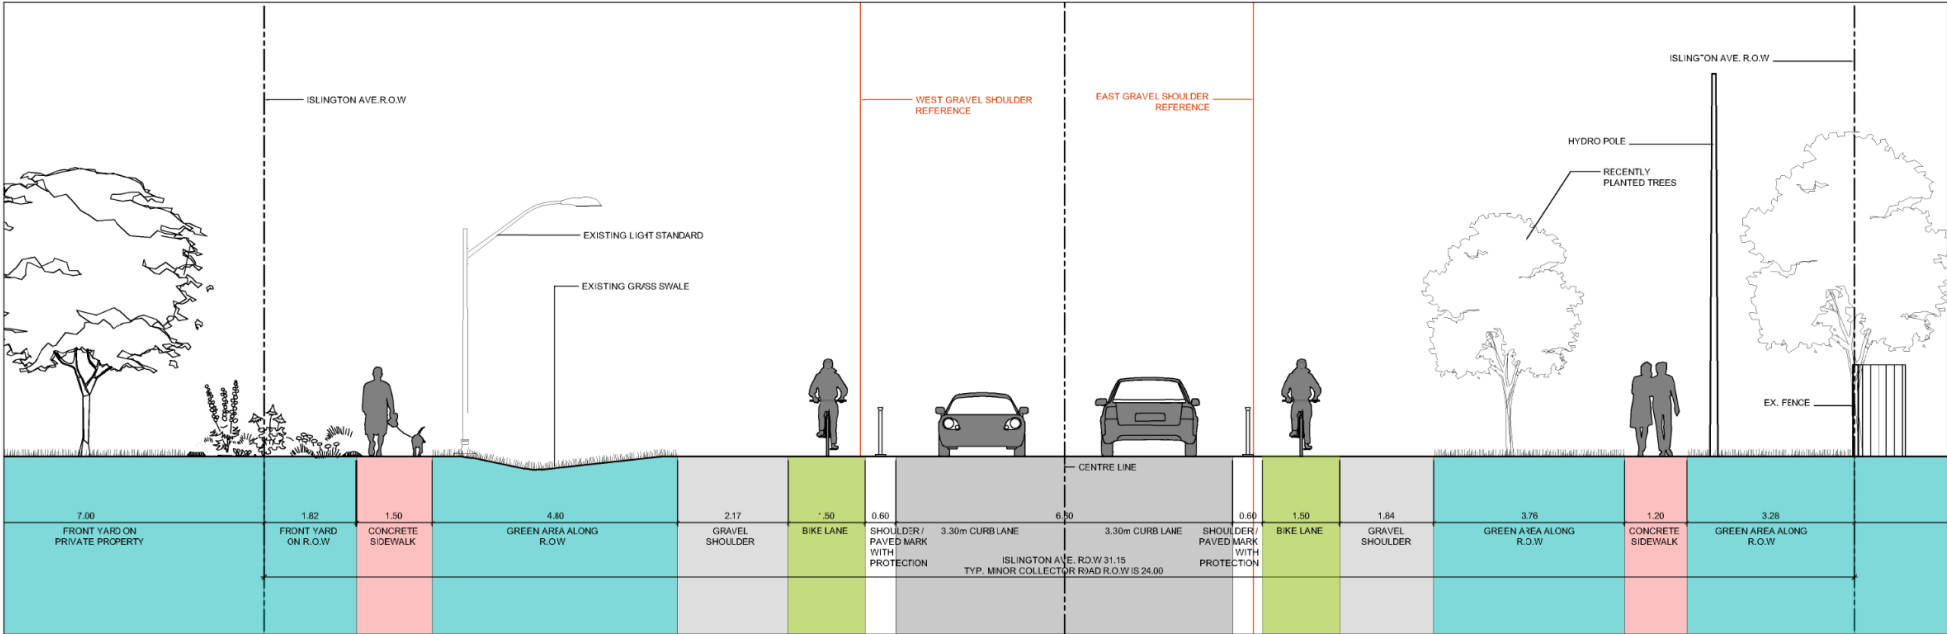 ISLINGTON AVE. R.O.W
ISLINGTON AVE.R.O.W
WEST GRAVEL SHOULDER
REFERENCE
EAST GRAVEL SHOULDER
REFERENCE
HYDRO POLE
RECENTLY
PLANTED TREES
EXISTING LIGHT STANDARD
EXISTING GRASS SWALE
EX. FENCE
CENTRE LINE
7.00
FRONT YARD ON
PRIVATE PROPERTY
1.82
FRONT YARD
ON R.O.W
1.50
CONCRETE
SIDEWALK
4.80
GREEN AREA ALONG
R.O.W
2.17
GRAVEL
SHOULDER
1.50
BIKE LANE
0.60
SHOULDER /
PAVED MARK
WITH
PROTECTION
6.60
3.30m CURB LANE
3.30m CURB LANE
0.60
SHOULDER /
PAVED MARK
WITH
PROTECTION
1.50
BIKE LANE
1.84
GRAVEL
SHOULDER
3.76
GREEN AREA ALONG
R.O.W
1.20
CONCRETE
SIDEWALK
3.28
GREEN AREA ALONG
R.O.W
ISLINGTON AVE. R.O.W 31.15
TYP. MINOR COLLECTOR ROAD R.O.W IS 24.00